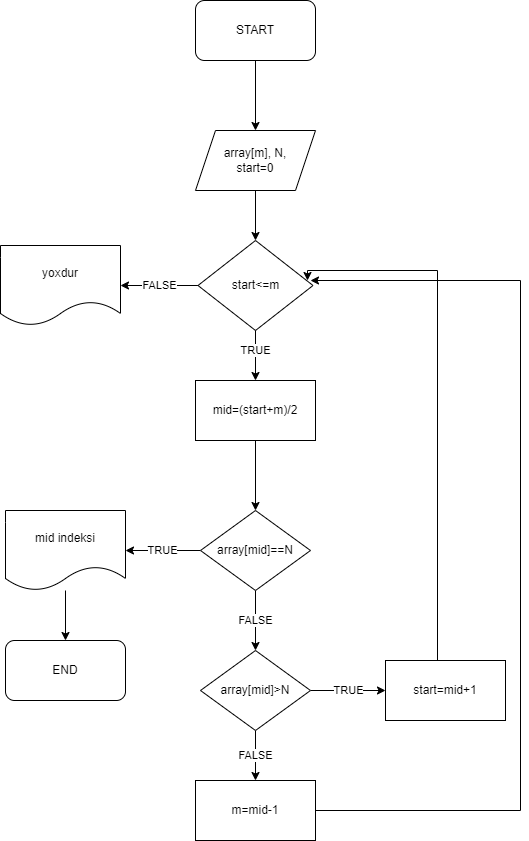 START
array[m], N,
start=0
start<=m
FALSE
yoxdur
TRUE
mid=(start+m)/2
array[mid]==N
TRUE
mid indeksi
END
FALSE
array[mid]>N
TRUE
start=mid+1
FALSE
m=mid-1